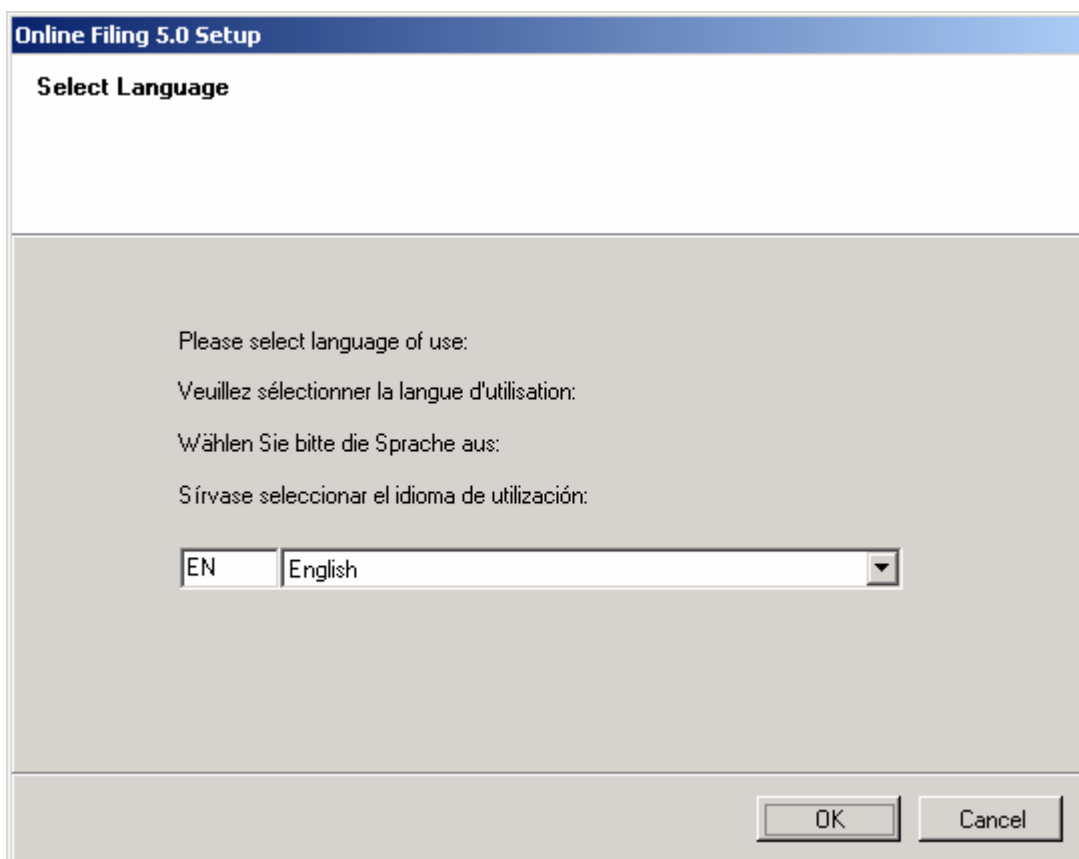 Online Filing 5.0 Setup
Select Language
Please select language of use:
Veuillez sélectionner la langue d'utilisation:
Wählen Sie bitte die Sprache aus:
Sírvase seleccionar el idioma de utilización:
EN English
OK Cancel